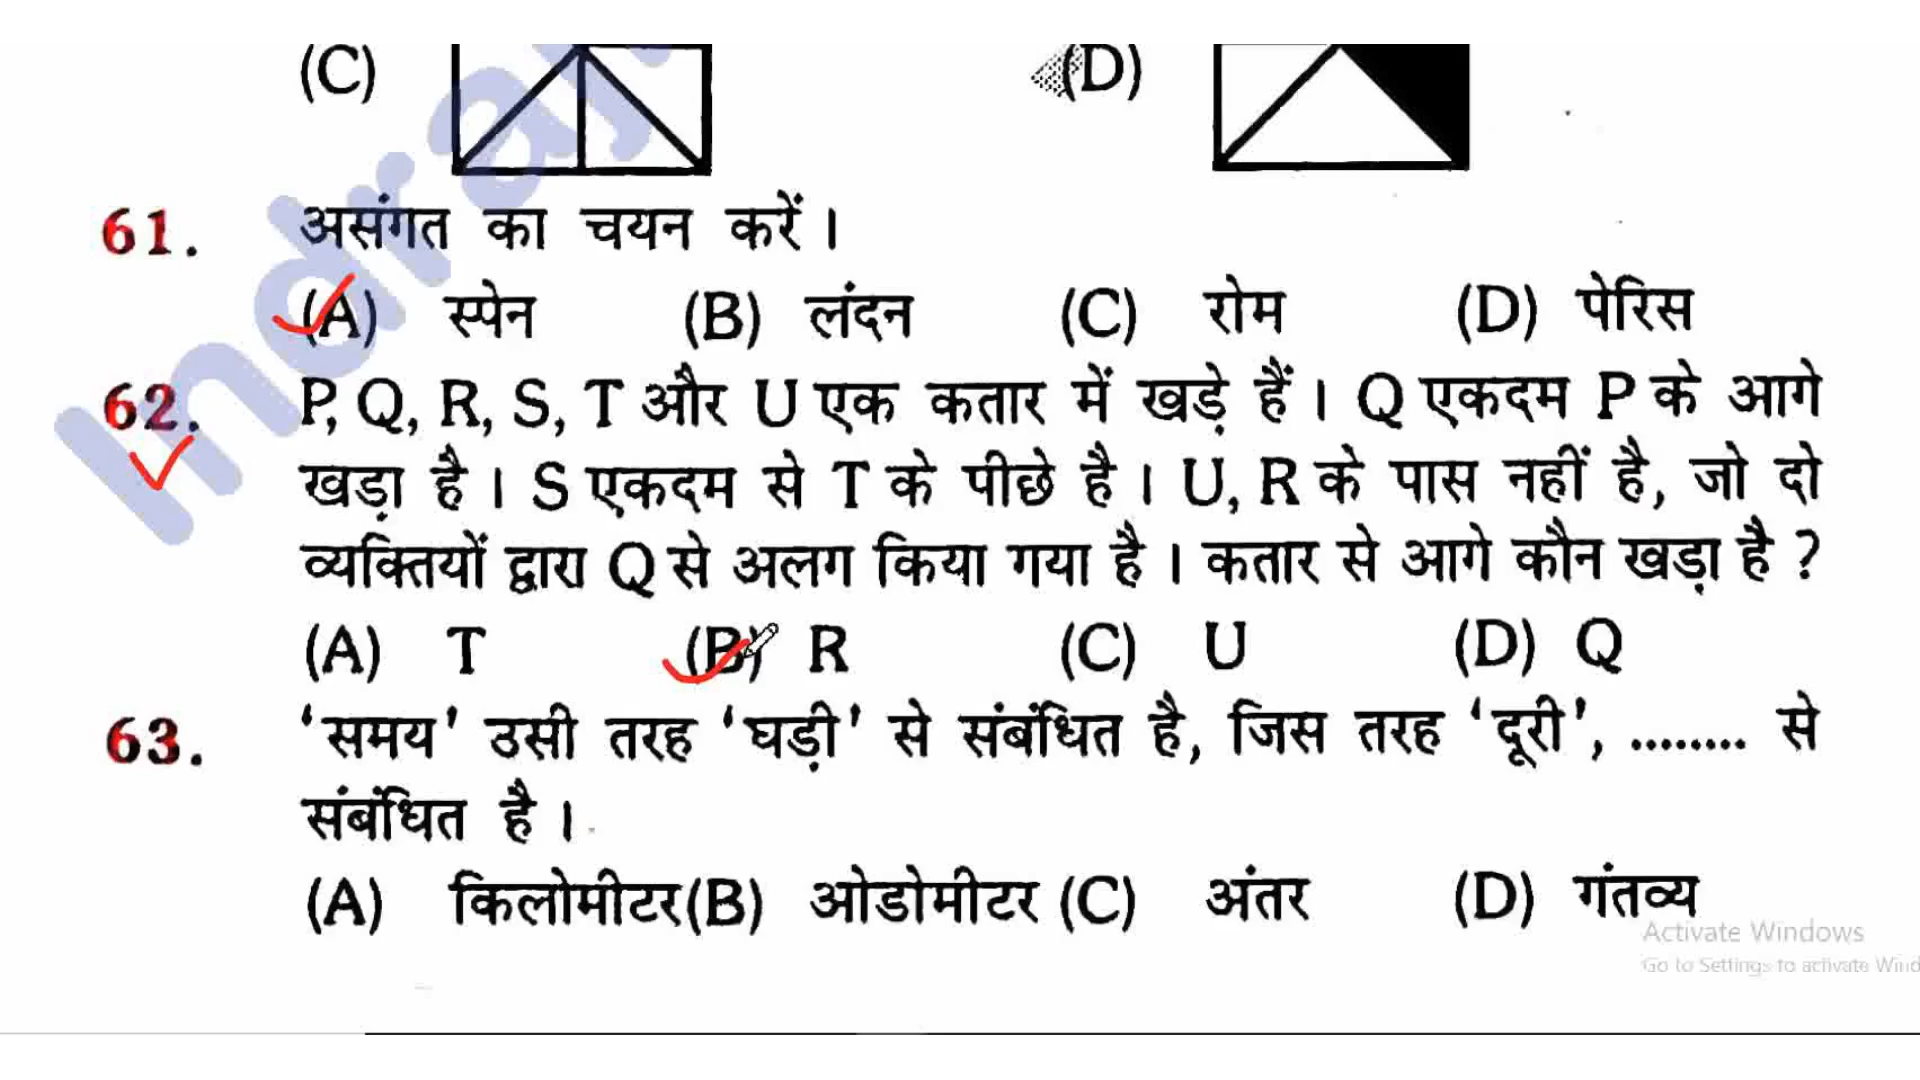 (C) (D)
61. असंगत का चयन करें ।
(A) स्पेन (B) लंदन (C) रोम (D) पेरिस
62. P, Q, R, S, T और U एक कतार में खड़े हैं । Q एकदम P के आगे
खड़ा है । S एकदम से T के पीछे है । U, R के पास नहीं है, जो दो
व्यक्तियों द्वारा Q से अलग किया गया है । कतार से आगे कौन खड़ा है ?
(A) T (B) R (C) U (D) Q
63. 'समय' उसी तरह 'घड़ी' से संबंधित है, जिस तरह 'दूरी', ........ से
संबंधित है ।
(A) किलोमीटर (B) ओडोमीटर (C) अंतर (D) गंतव्य
Activate Windows
Go to Settings to activate Wind